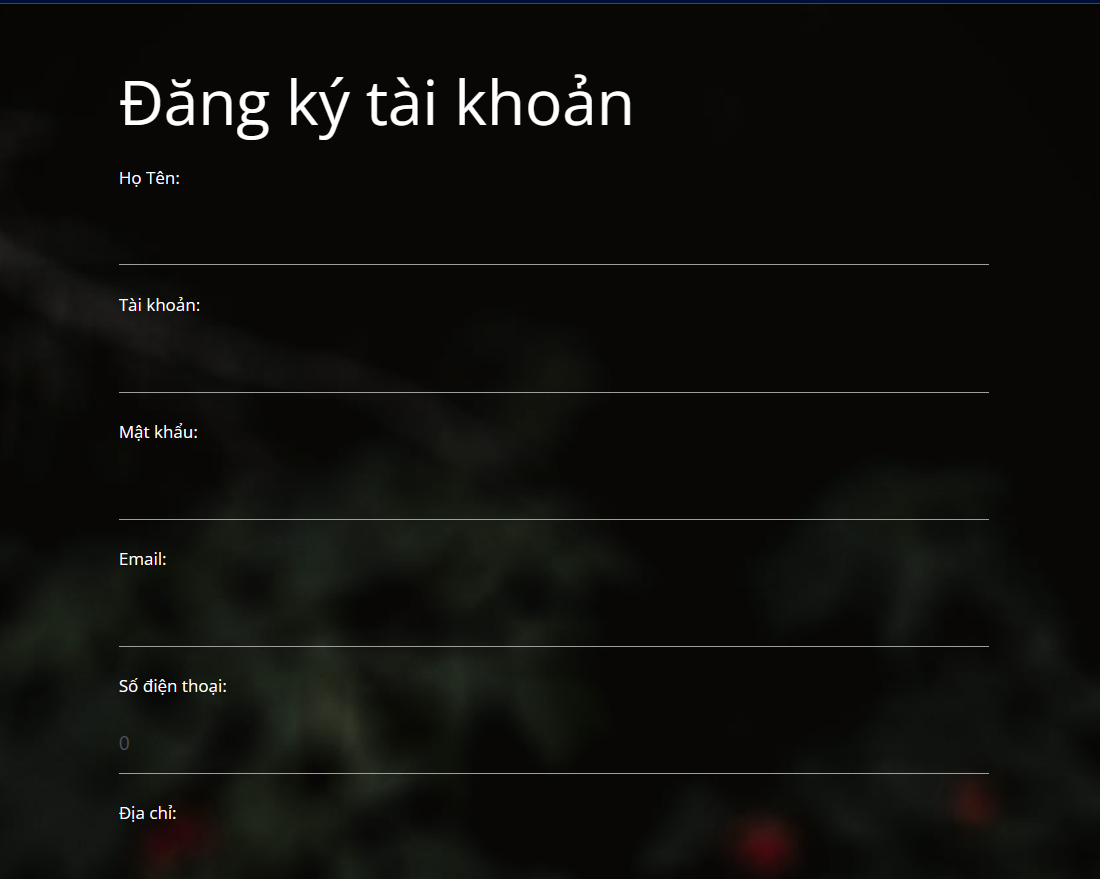 Đăng ký tài khoản
Họ Tên:
Tài khoản:
Mật khẩu:
Email:
Số điện thoại:
0
Địa chỉ: